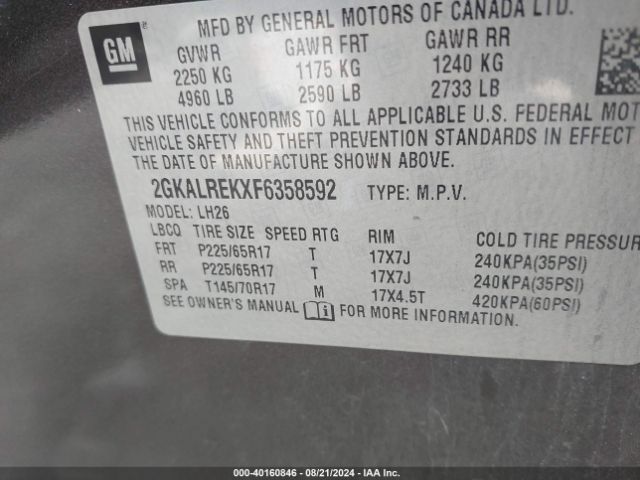 MFD BY GENERAL MOTORS OF CANADA LTD.
GM
GVWR GAWR FRT GAWR RR
2250 KG 1175 KG 1240 KG
4960 LB 2590 LB 2733 LB
THIS VEHICLE CONFORMS TO ALL APPLICABLE U.S. FEDERAL MOT
VEHICLE SAFETY AND THEFT PREVENTION STANDARDS IN EFFECT
THE DATE OF MANUFACTURE SHOWN ABOVE.
2GKALREKXF6358592 TYPE: M.P.V.
MODEL: LH26
LBCQ TIRE SIZE SPEED RTG RIM COLD TIRE PRESSUR
FRT P225/65R17 T 17X7J 240KPA(35PSI)
RR P225/65R17 T 17X7J 240KPA(35PSI)
SPA T145/70R17 M 17X4.5T 420KPA(60PSI)
SEE OWNER'S MANUAL i FOR MORE INFORMATION.
000-40160846 - 08/21/2024 - IAA Inc.